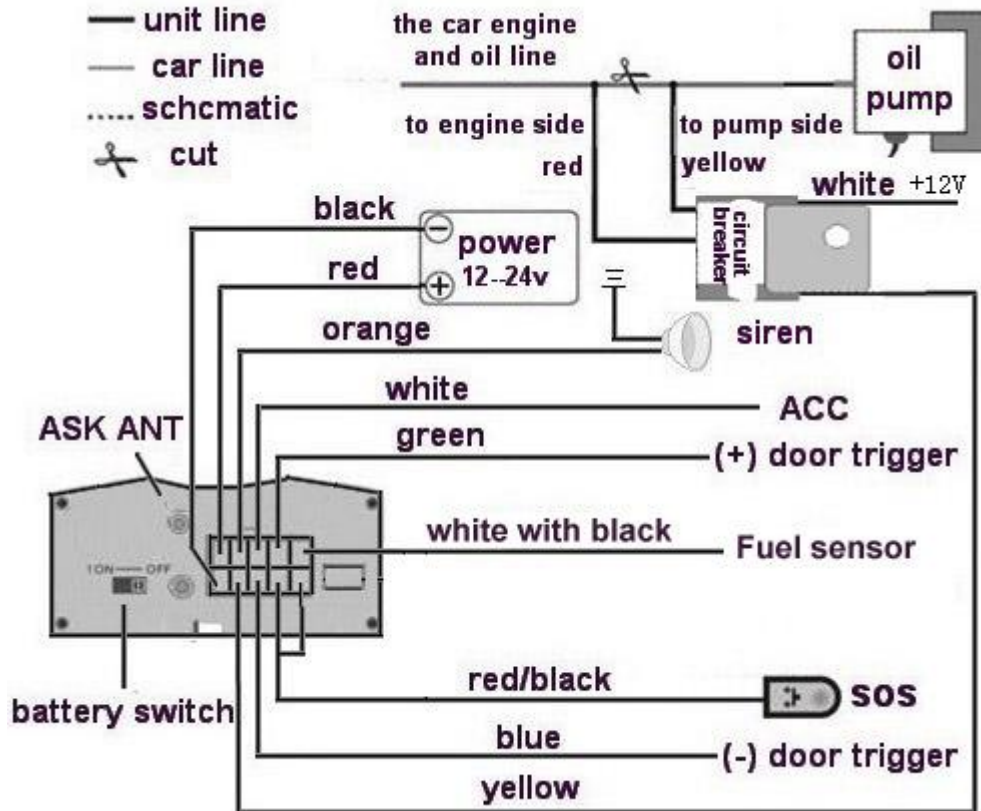 unit line
car line
schcmatic
cut
the car engine
and oil line
oil
pump
to engine side
red
to pump side
yellow
white +12V
circuit
breaker
black
power
12--24v
red
orange
siren
white
ACC
ASK ANT
green
(+) door trigger
white with black
Fuel sensor
ON
OFF
red/black
sos
battery switch
blue
(-) door trigger
yellow